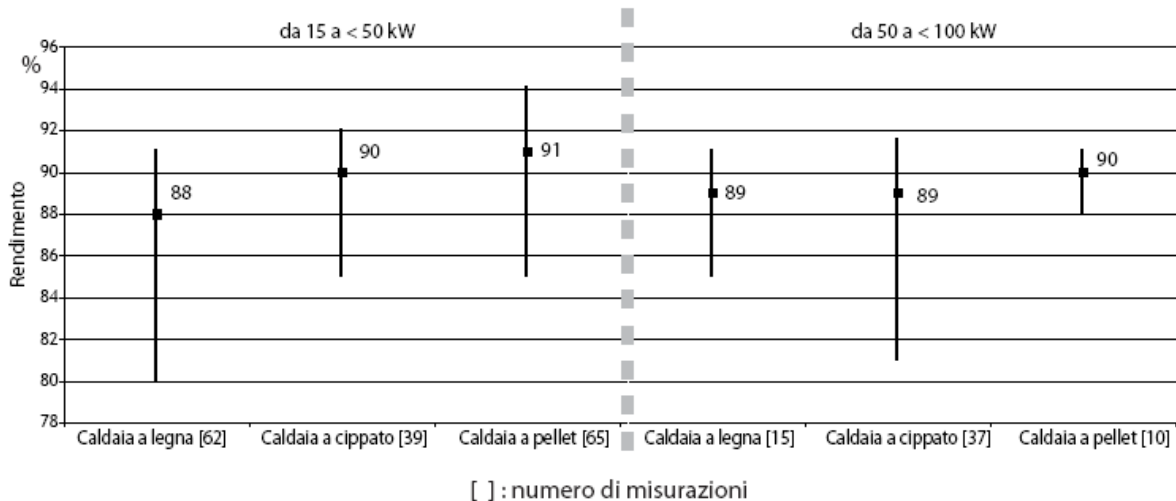 da 15 a < 50 kW
da 50 a < 100 kW
%
Rendimento
96
94
92
90
88
86
84
82
80
78
88
90
91
89
89
90
Caldaia a legna [62]
Caldaia a cippato [39]
Caldaia a pellet [65]
Caldaia a legna [15]
Caldaia a cippato [37]
Caldaia a pellet [10]
[ ] : numero di misurazioni